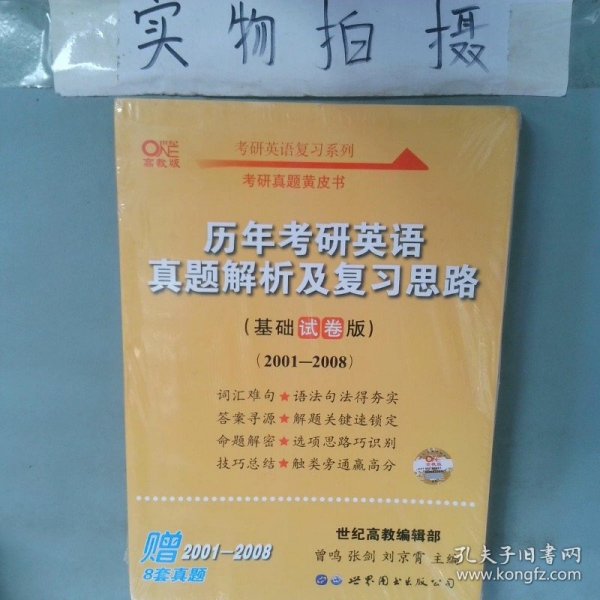 实物拍摄
ONE
高教版
考研英语复习系列
考研真题黄皮书
历年考研英语
真题解析及复习思路
(基础试卷版)
(2001—2008)
词汇难句★语法句法得夯实
答案寻源★解题关键速锁定
命题解密★选项思路巧识别
技巧总结★触类旁通赢高分
赠2001—2008
8套真题
世纪高教编辑部
曾鸣 张剑 刘京霄 主编
世界图书出版公司
孔夫子旧书网
www.kongfz.com